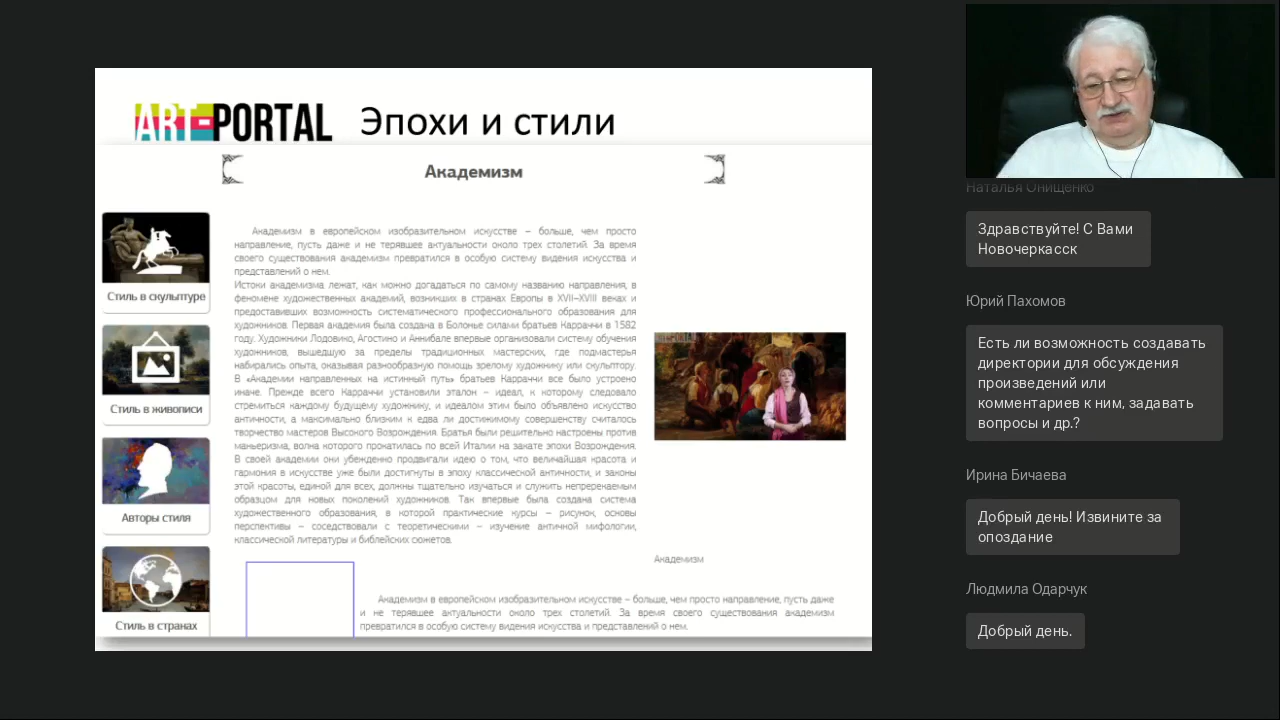 ART-PORTAL Эпохи и стили
Академизм
Академизм в европейском изобразительном искусстве – больше, чем просто
направление, пусть даже и не терявшее актуальности около трех столетий. За время
своего существования академизм превратился в особую систему видения искусства и
представлений о нем.
Истоки академизма лежат, как можно догадаться по самому названию направления, в
феномене художественных академий, возникших в странах Европы в XVII–XVIII веках и
предоставивших возможность систематического профессионального образования для
художников. Первая академия была создана в Болонье силами братьев Карраччи в 1582
году. Художники Лодовико, Агостино и Аннибале впервые организовали систему обучения
художников, вышедшую за пределы традиционных мастерских, где подмастерья
набирались опыта, оказывая разнообразную помощь зрелому художнику или скульптору.
В «Академии направленных на истинный путь» братьев Карраччи все было устроено
иначе. Прежде всего Карраччи установили эталон – идеал, к которому следовало
стремиться каждому будущему художнику, и идеалом этим было объявлено искусство
античности, а максимально близким к едва ли достижимому совершенству считалось
творчество мастеров Высокого Возрождения. Братья были решительно настроены против
маньеризма, волна которого прокатилась по всей Италии на закате эпохи Возрождения.
В своей академии они убежденно продвигали идею о том, что величайшая красота и
гармония в искусстве уже были достигнуты в эпоху классической античности, и законы
этой красоты, единой для всех, должны тщательно изучаться и служить непререкаемым
образцом для новых поколений художников. Так впервые была создана система
художественного образования, в которой практические курсы – рисунок, основы
перспективы – соседствовали с теоретическими – изучение античной мифологии,
классической литературы и библейских сюжетов.
Стиль в скульптуре
Стиль в живописи
Авторы стиля
Стиль в странах
ART-PORTAL
Академизм
Академизм в европейском изобразительном искусстве – больше, чем просто направление, пусть даже
и не терявшее актуальности около трех столетий. За время своего существования академизм
превратился в особую систему видения искусства и представлений о нем.
Наталья Онищенко
Здравствуйте! С Вами
Новочеркасск
Юрий Пахомов
Есть ли возможность создавать
директории для обсуждения
произведений или
комментариев к ним, задавать
вопросы и др.?
Ирина Бичаева
Добрый день! Извините за
опоздание
Людмила Одарчук
Добрый день.